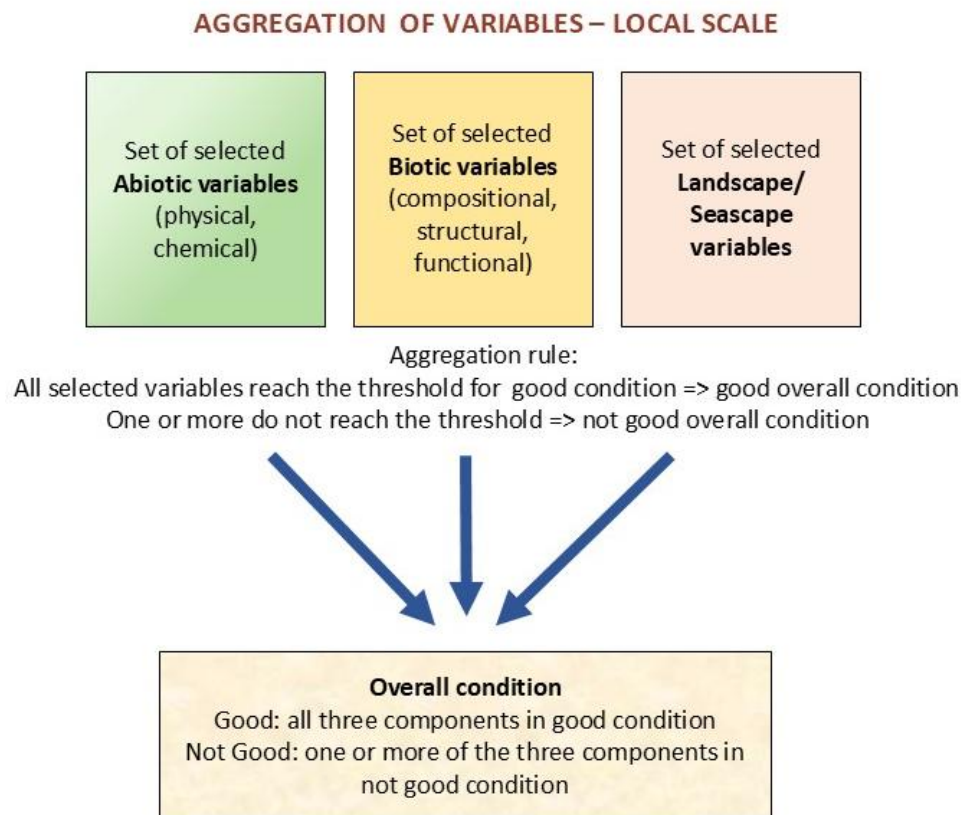 AGGREGATION OF VARIABLES – LOCAL SCALE
Set of selected
Abiotic variables
(physical,
chemical)
Set of selected
Biotic variables
(compositional,
structural,
functional)
Set of selected
Landscape/
Seascape
variables
Aggregation rule:
All selected variables reach the threshold for good condition => good overall condition
One or more do not reach the threshold => not good overall condition
Overall condition
Good: all three components in good condition
Not Good: one or more of the three components in
not good condition